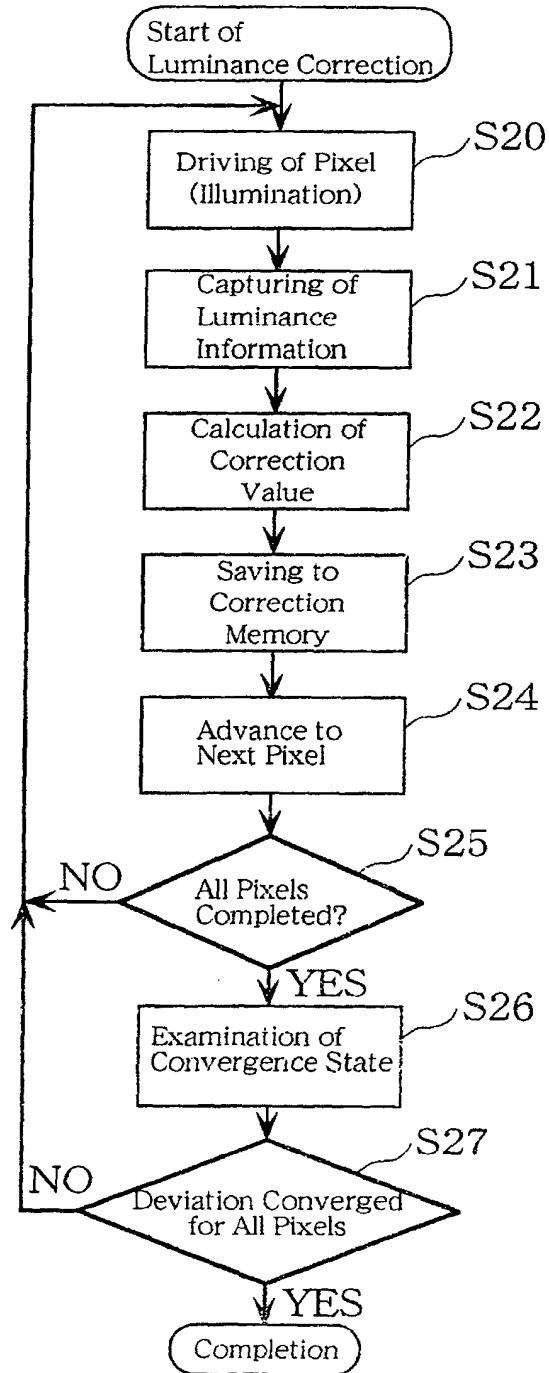 Start of
Luminance Correction
S20
Driving of Pixel
(Illumination)
S21
Capturing of
Luminance
Information
S22
Calculation of
Correction
Value
S23
Saving to
Correction
Memory
S24
Advance to
Next Pixel
S25
NO
All Pixels
Completed?
YES
S26
Examination of
Convergence State
S27
NO
Deviation Converged
for All Pixels
YES
Completion